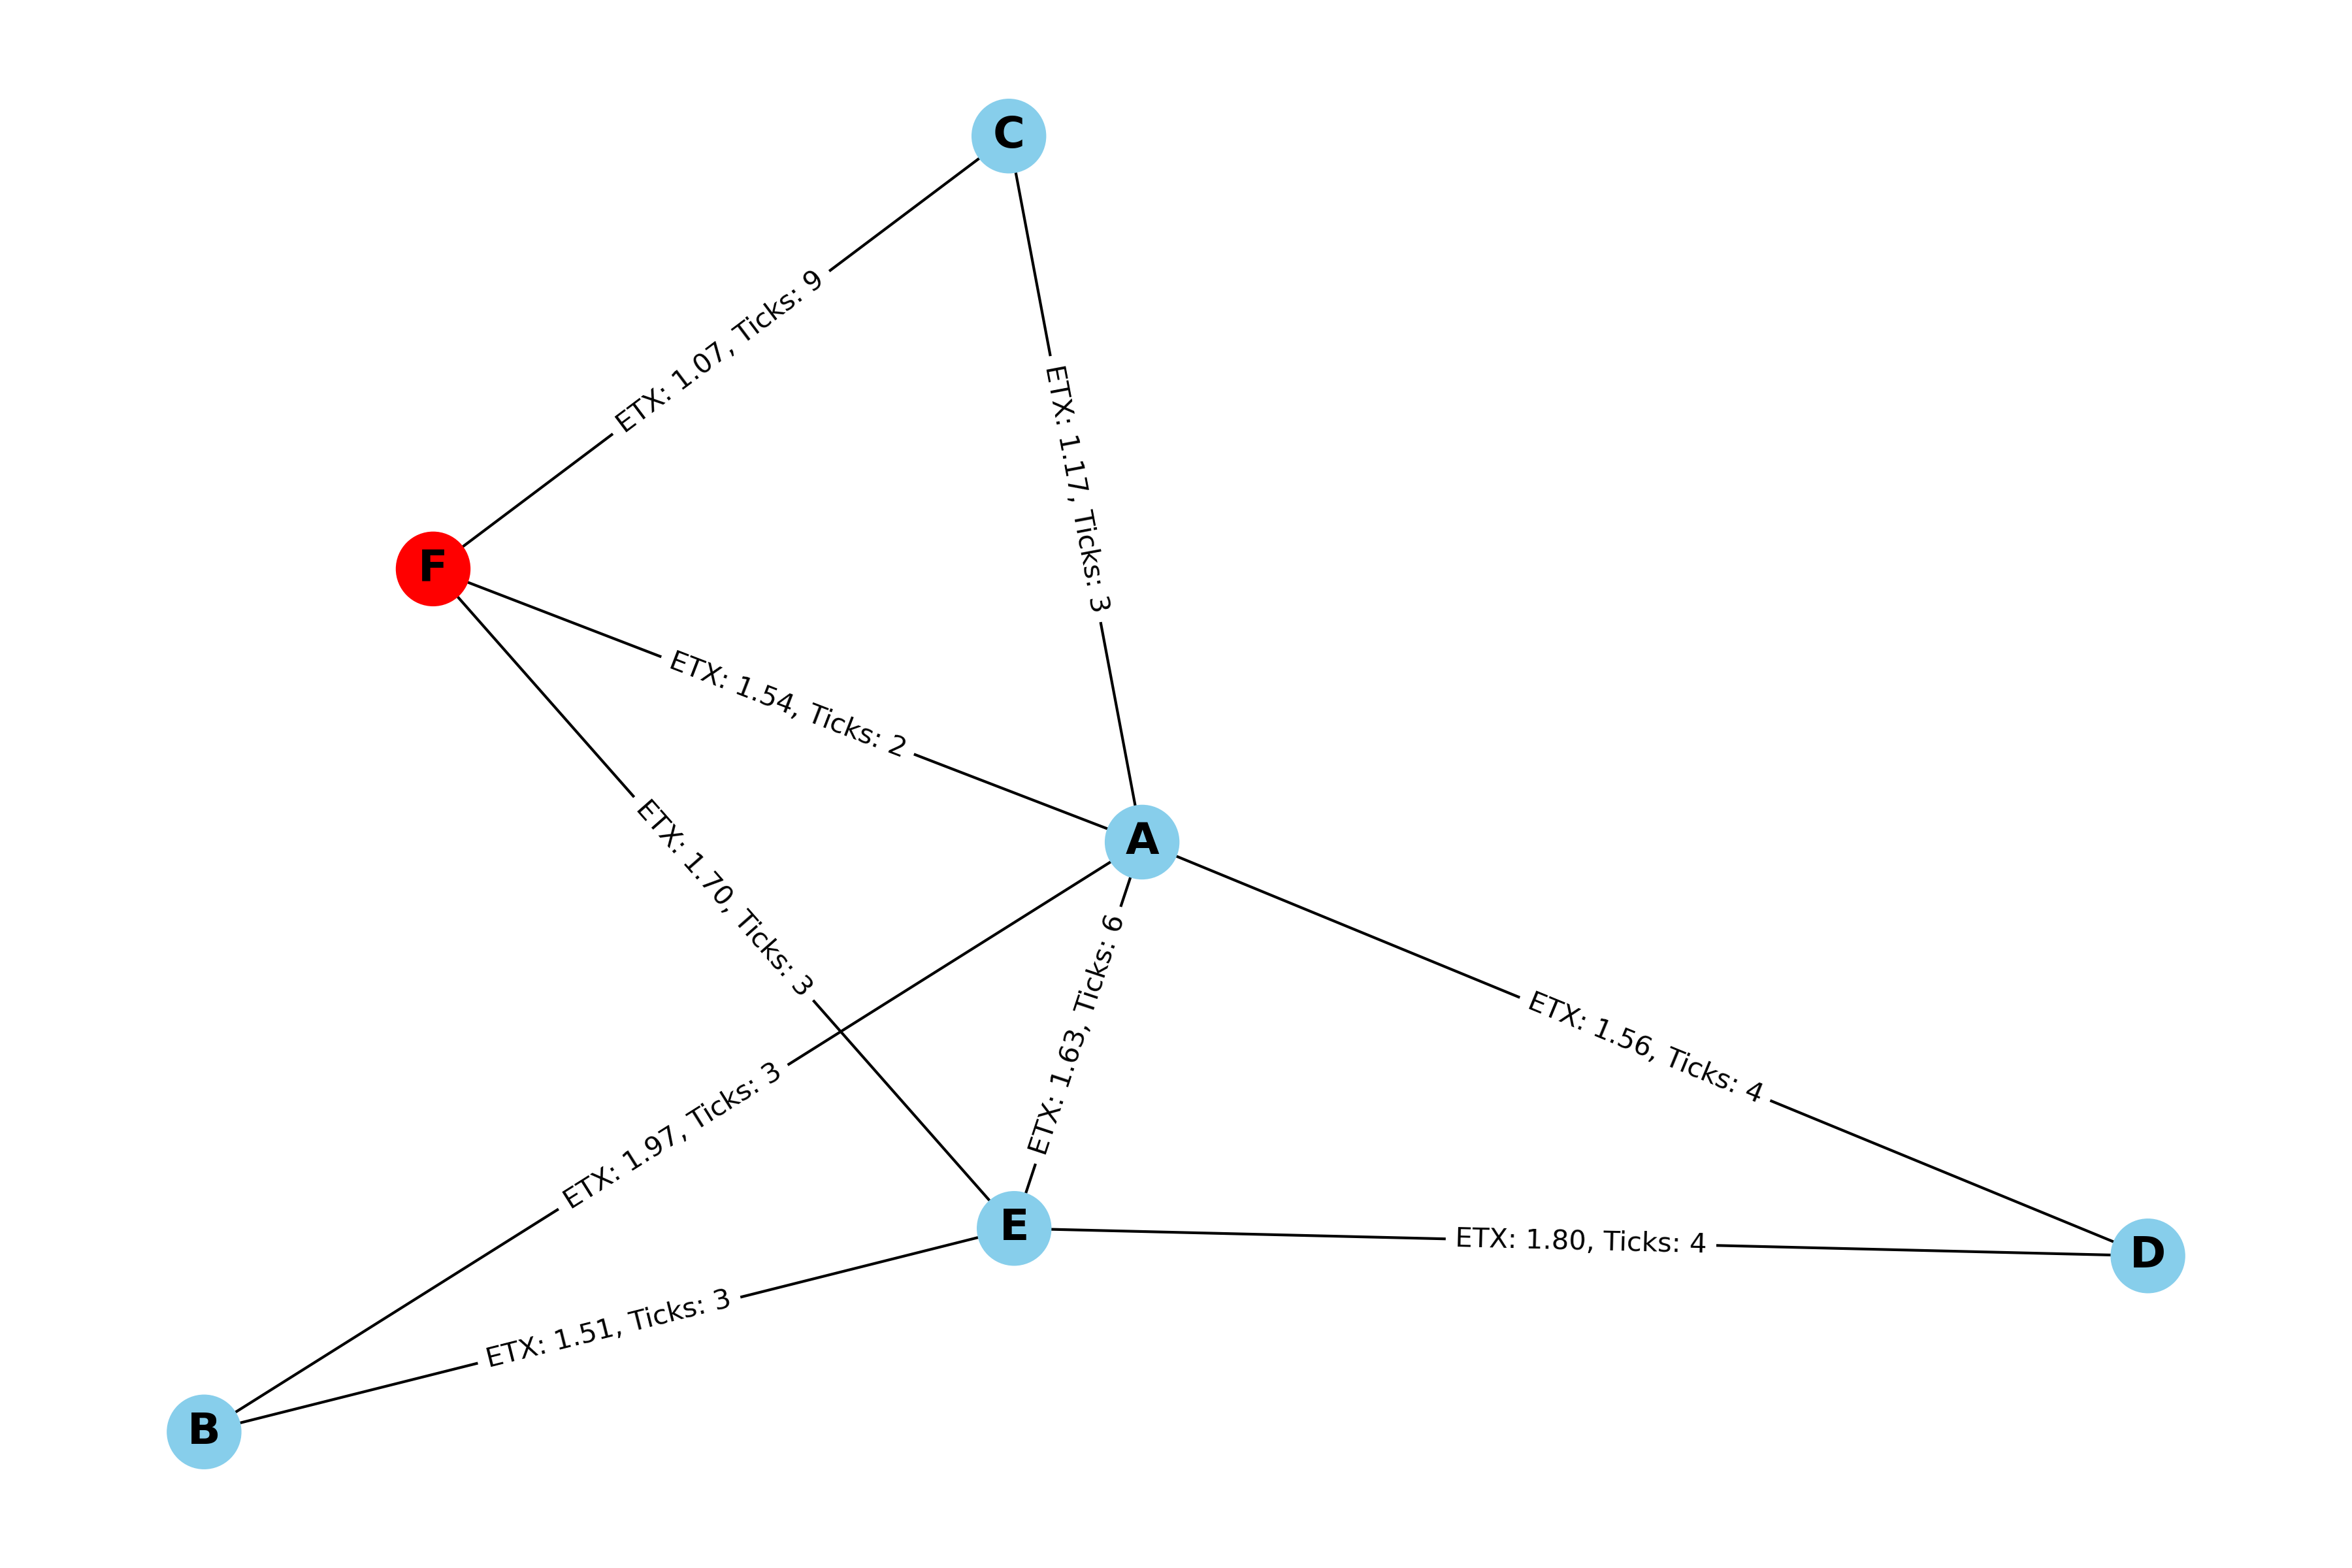 C
ETX: 1.07, Ticks: 9
ETX: 1.17, Ticks: 3
F
ETX: 1.54, Ticks: 2
A
ETX: 1.70, Ticks: 3
ETX: 1.63, Ticks: 6
ETX: 1.56, Ticks: 4
ETX: 1.97, Ticks: 3
E
ETX: 1.80, Ticks: 4
D
ETX: 1.51, Ticks: 3
B